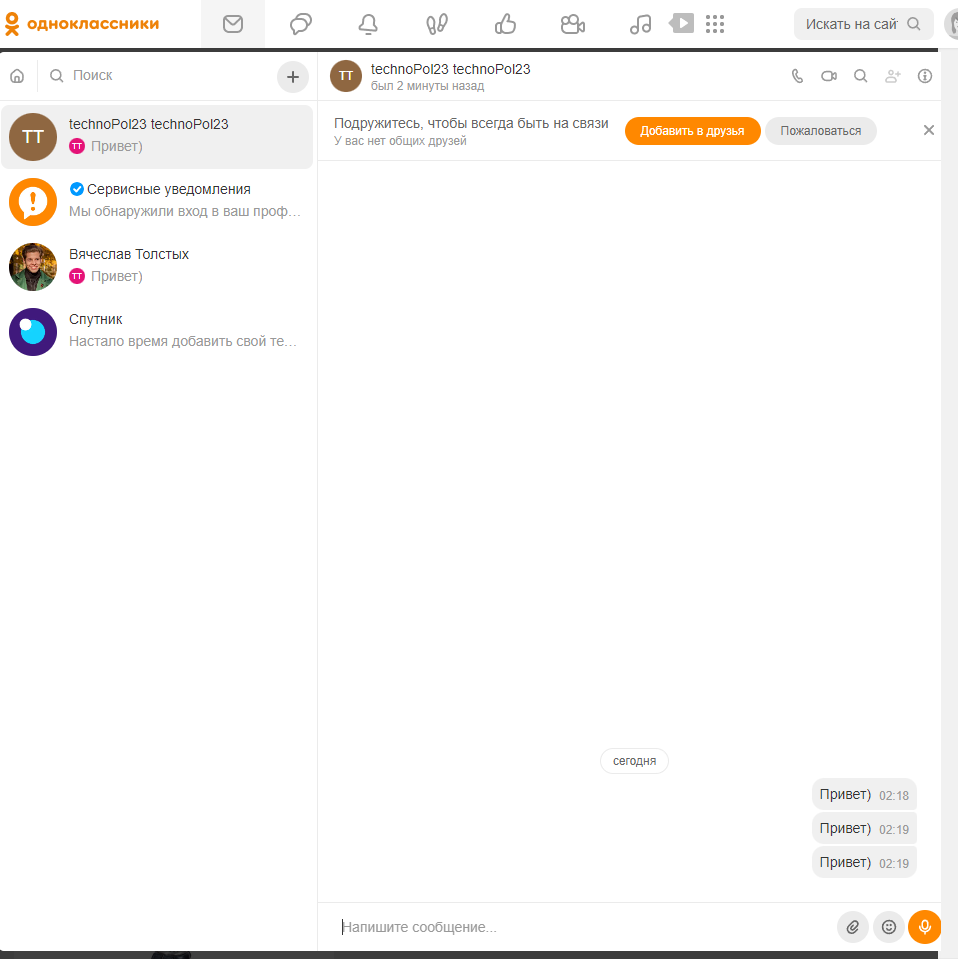 одноклассники
Искать на сай
Поиск
TT
technoPol23 technoPol23
был 2 минуты назад
TT
technoPol23 technoPol23
TT Привет)
Сервисные уведомления
Мы обнаружили вход в ваш проф...
Вячеслав Толстых
TT Привет)
Спутник
Настало время добавить свой те...
Подружитесь, чтобы всегда быть на связи
У вас нет общих друзей
Добавить в друзья
Пожаловаться
сегодня
Привет) 02:18
Привет) 02:19
Привет) 02:19
Напишите сообщение...